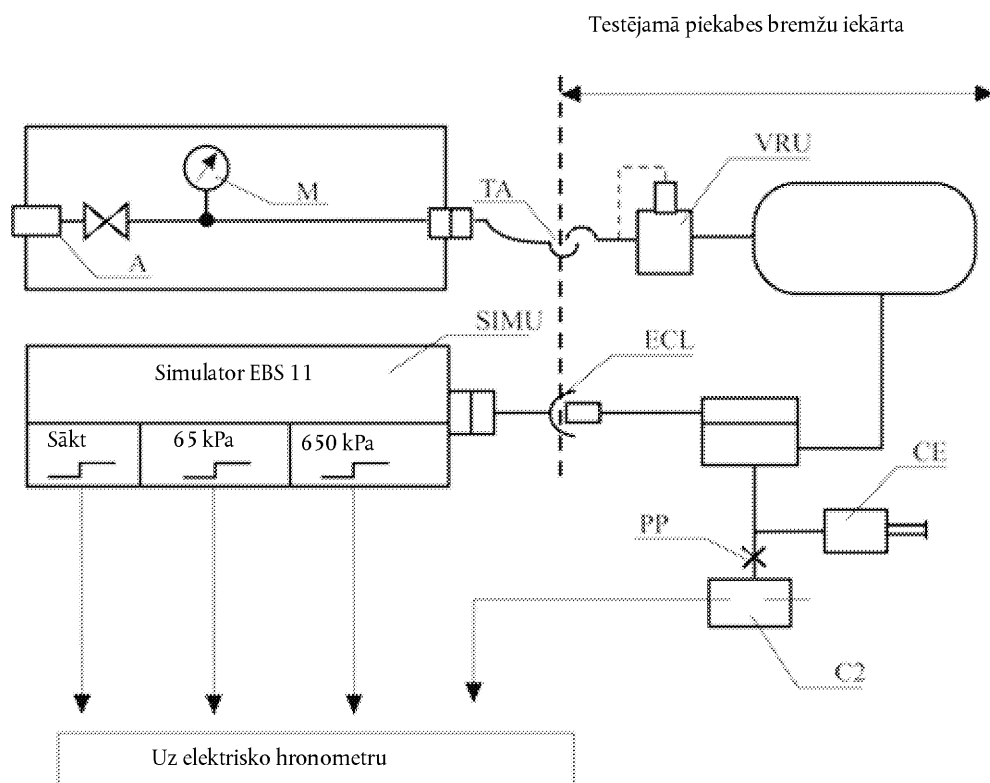 Testējamā piekabes bremžu iekārta
VRU
TA
M
A
SIMU
ECL
Simulator EBS 11
Sākt
65 kPa
650 kPa
CE
PP
C2
Uz elektrisko hronometru